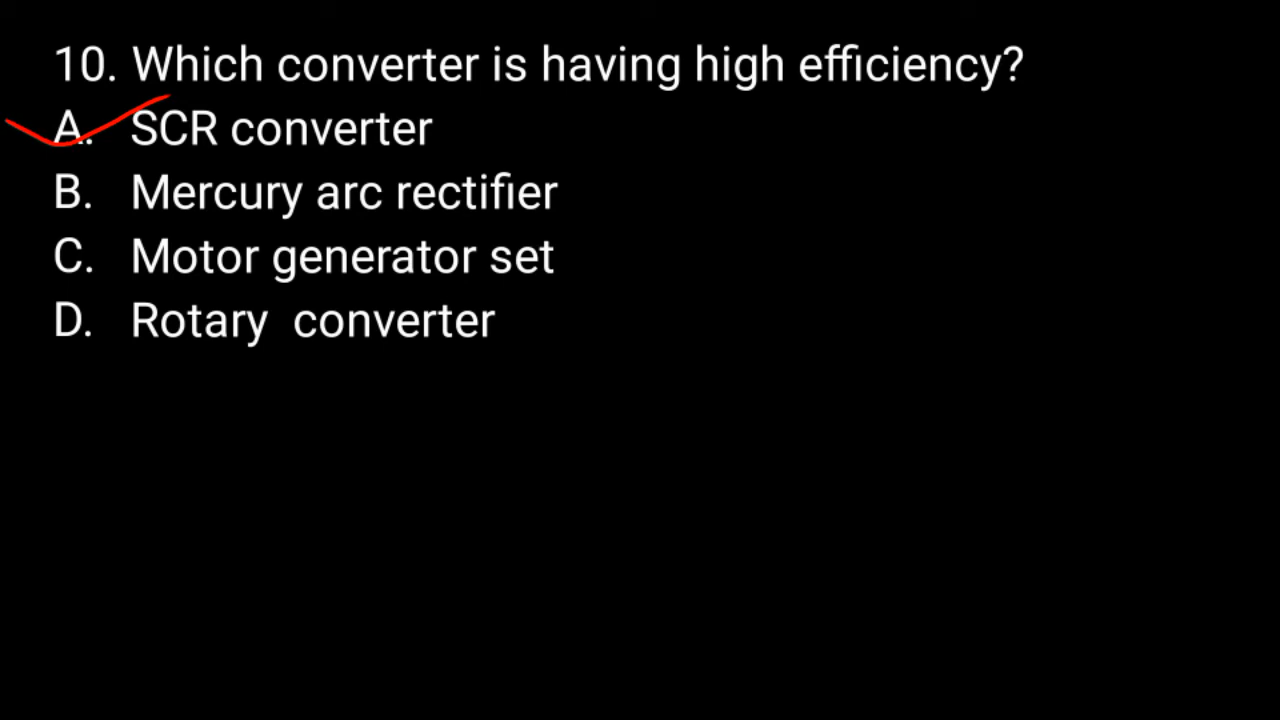 10. Which converter is having high efficiency?
A. SCR converter
B. Mercury arc rectifier
C. Motor generator set
D. Rotary converter